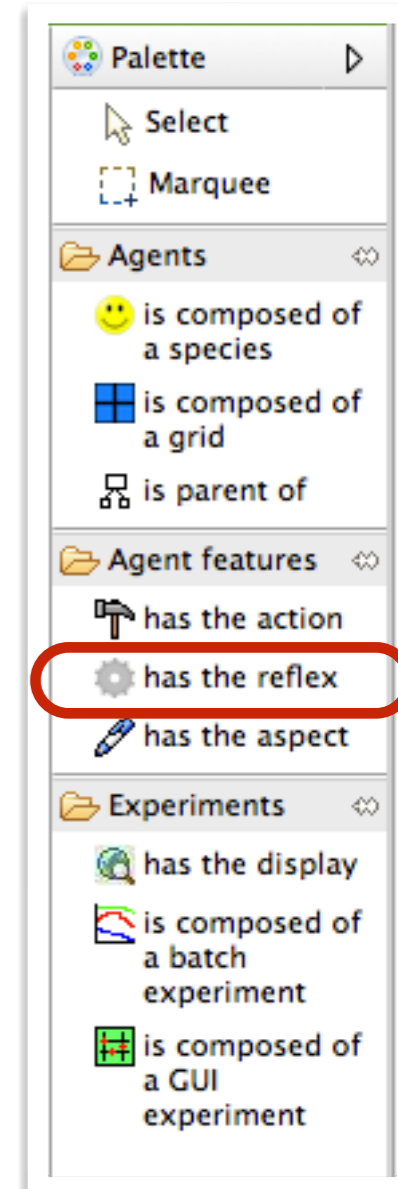 Palette
Select
Marquee
Agents
is composed of
a species
is composed of
a grid
is parent of
Agent features
has the action
has the reflex
has the aspect
Experiments
has the display
is composed of
a batch
experiment
is composed of
a GUI
experiment